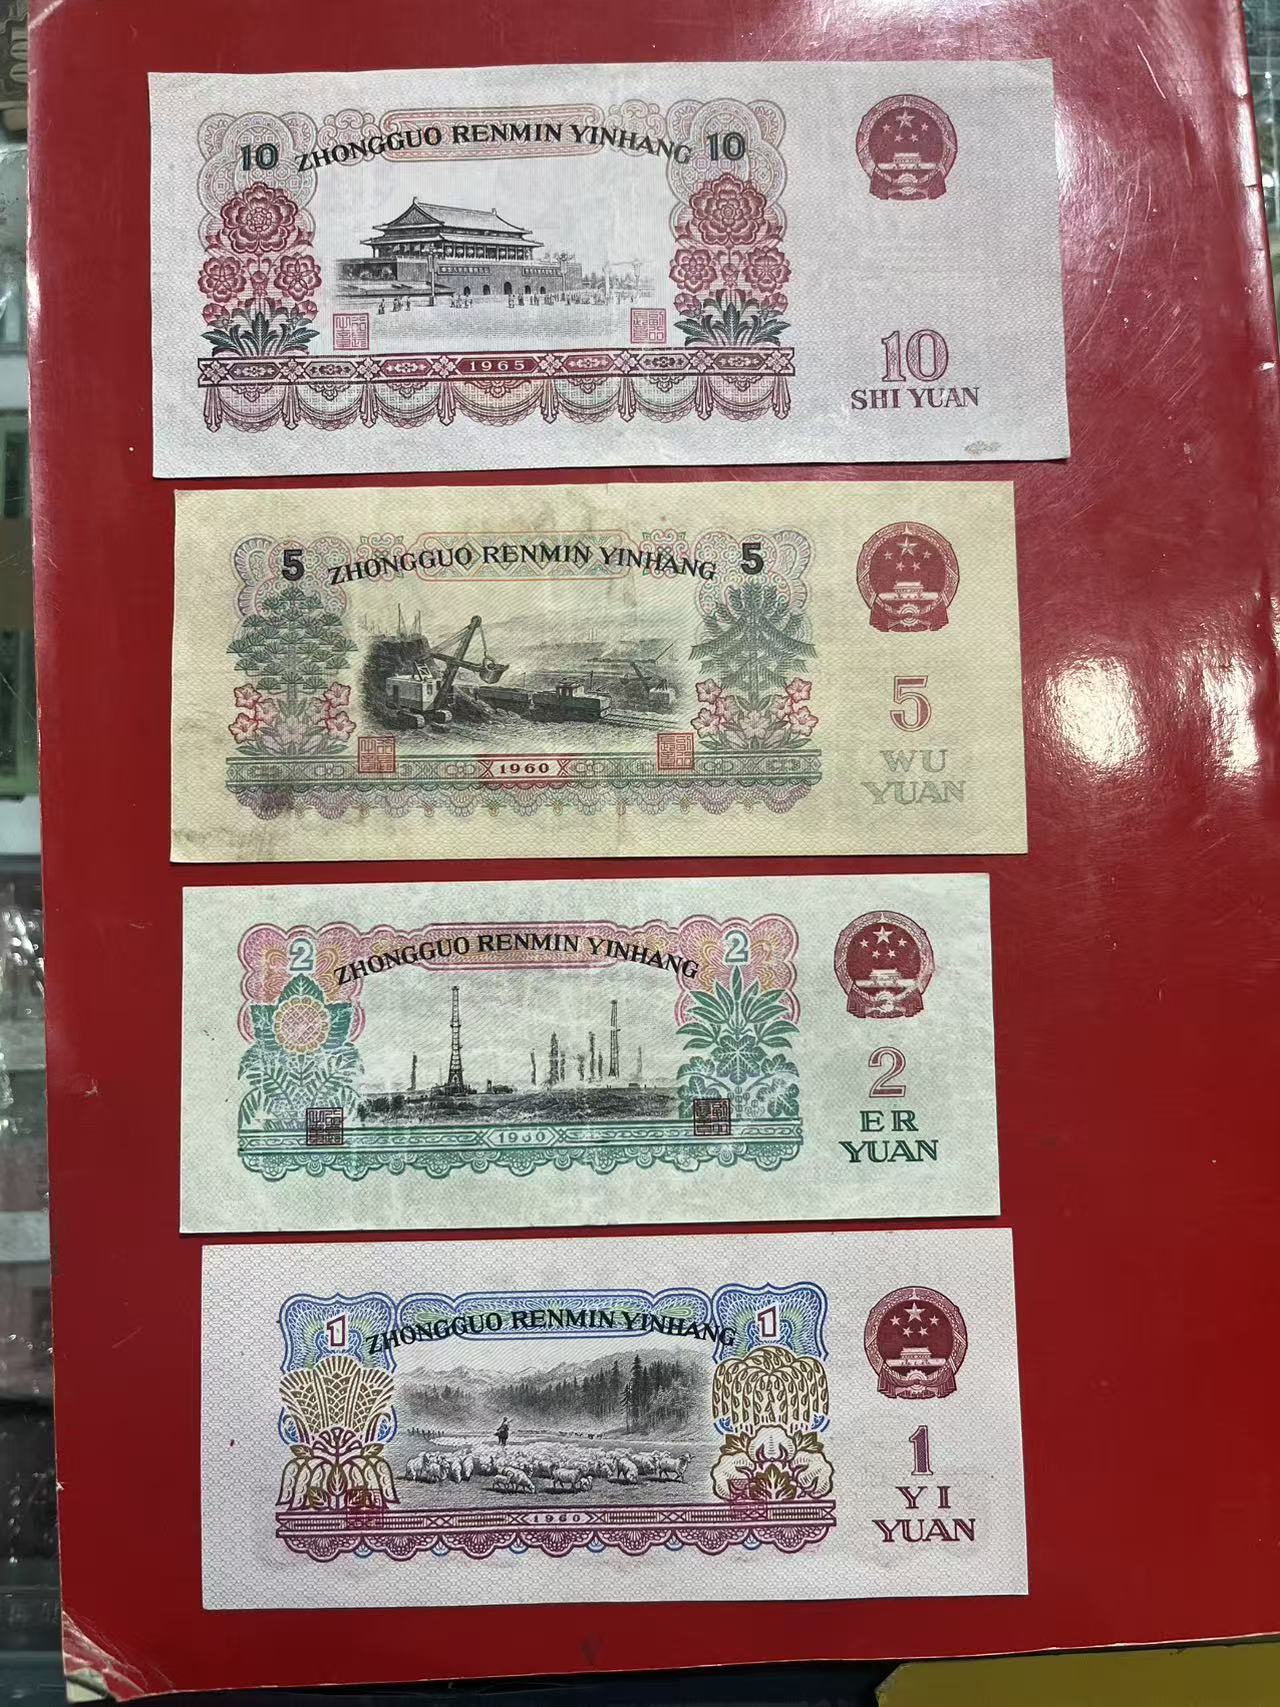 10 ZHONGGUO RENMIN YINHANG 10
1965
10
SHI YUAN
5 ZHONGGUO RENMIN YINHANG 5
1960
5
WU
YUAN
2 ZHONGGUO RENMIN YINHANG 2
1960
2
ER
YUAN
1 ZHONGGUO RENMIN YINHANG 1
1960
1
YI
YUAN